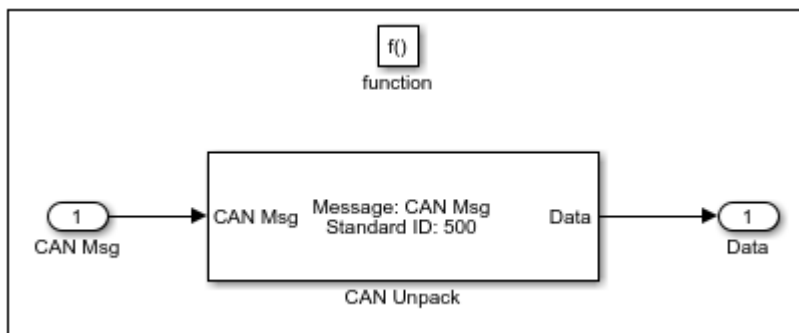 f()
function
1
CAN Msg
CAN Msg
Message: CAN Msg
Standard ID: 500
Data
CAN Unpack
1
Data